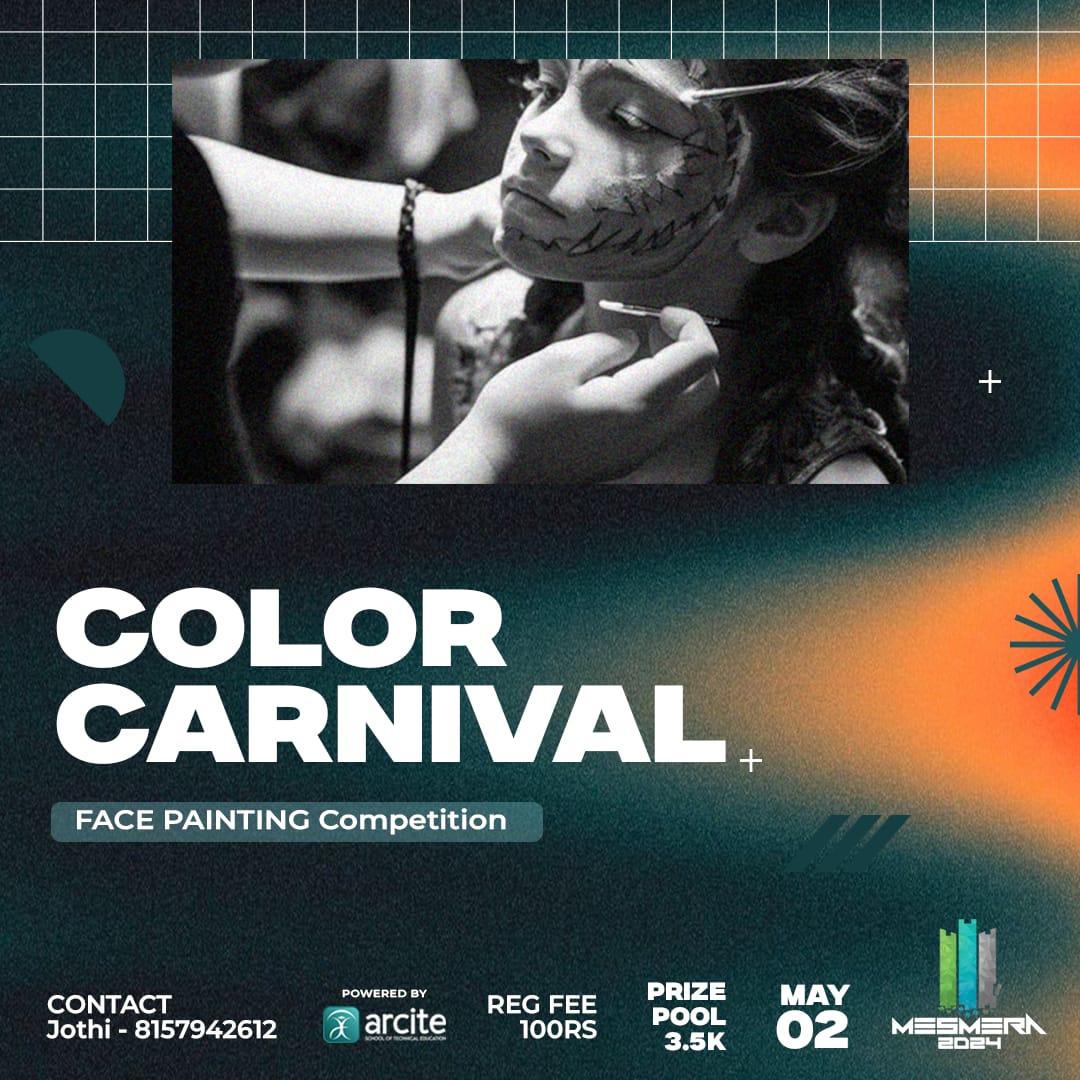 COLOR
CARNIVAL
FACE PAINTING Competition
CONTACT
Jothi - 8157942612
POWERED BY
arcite
SCHOOL OF TECHNICAL EDUCATION
REG FEE
100RS
PRIZE
POOL
3.5K
MAY
02
MESMERA
2024